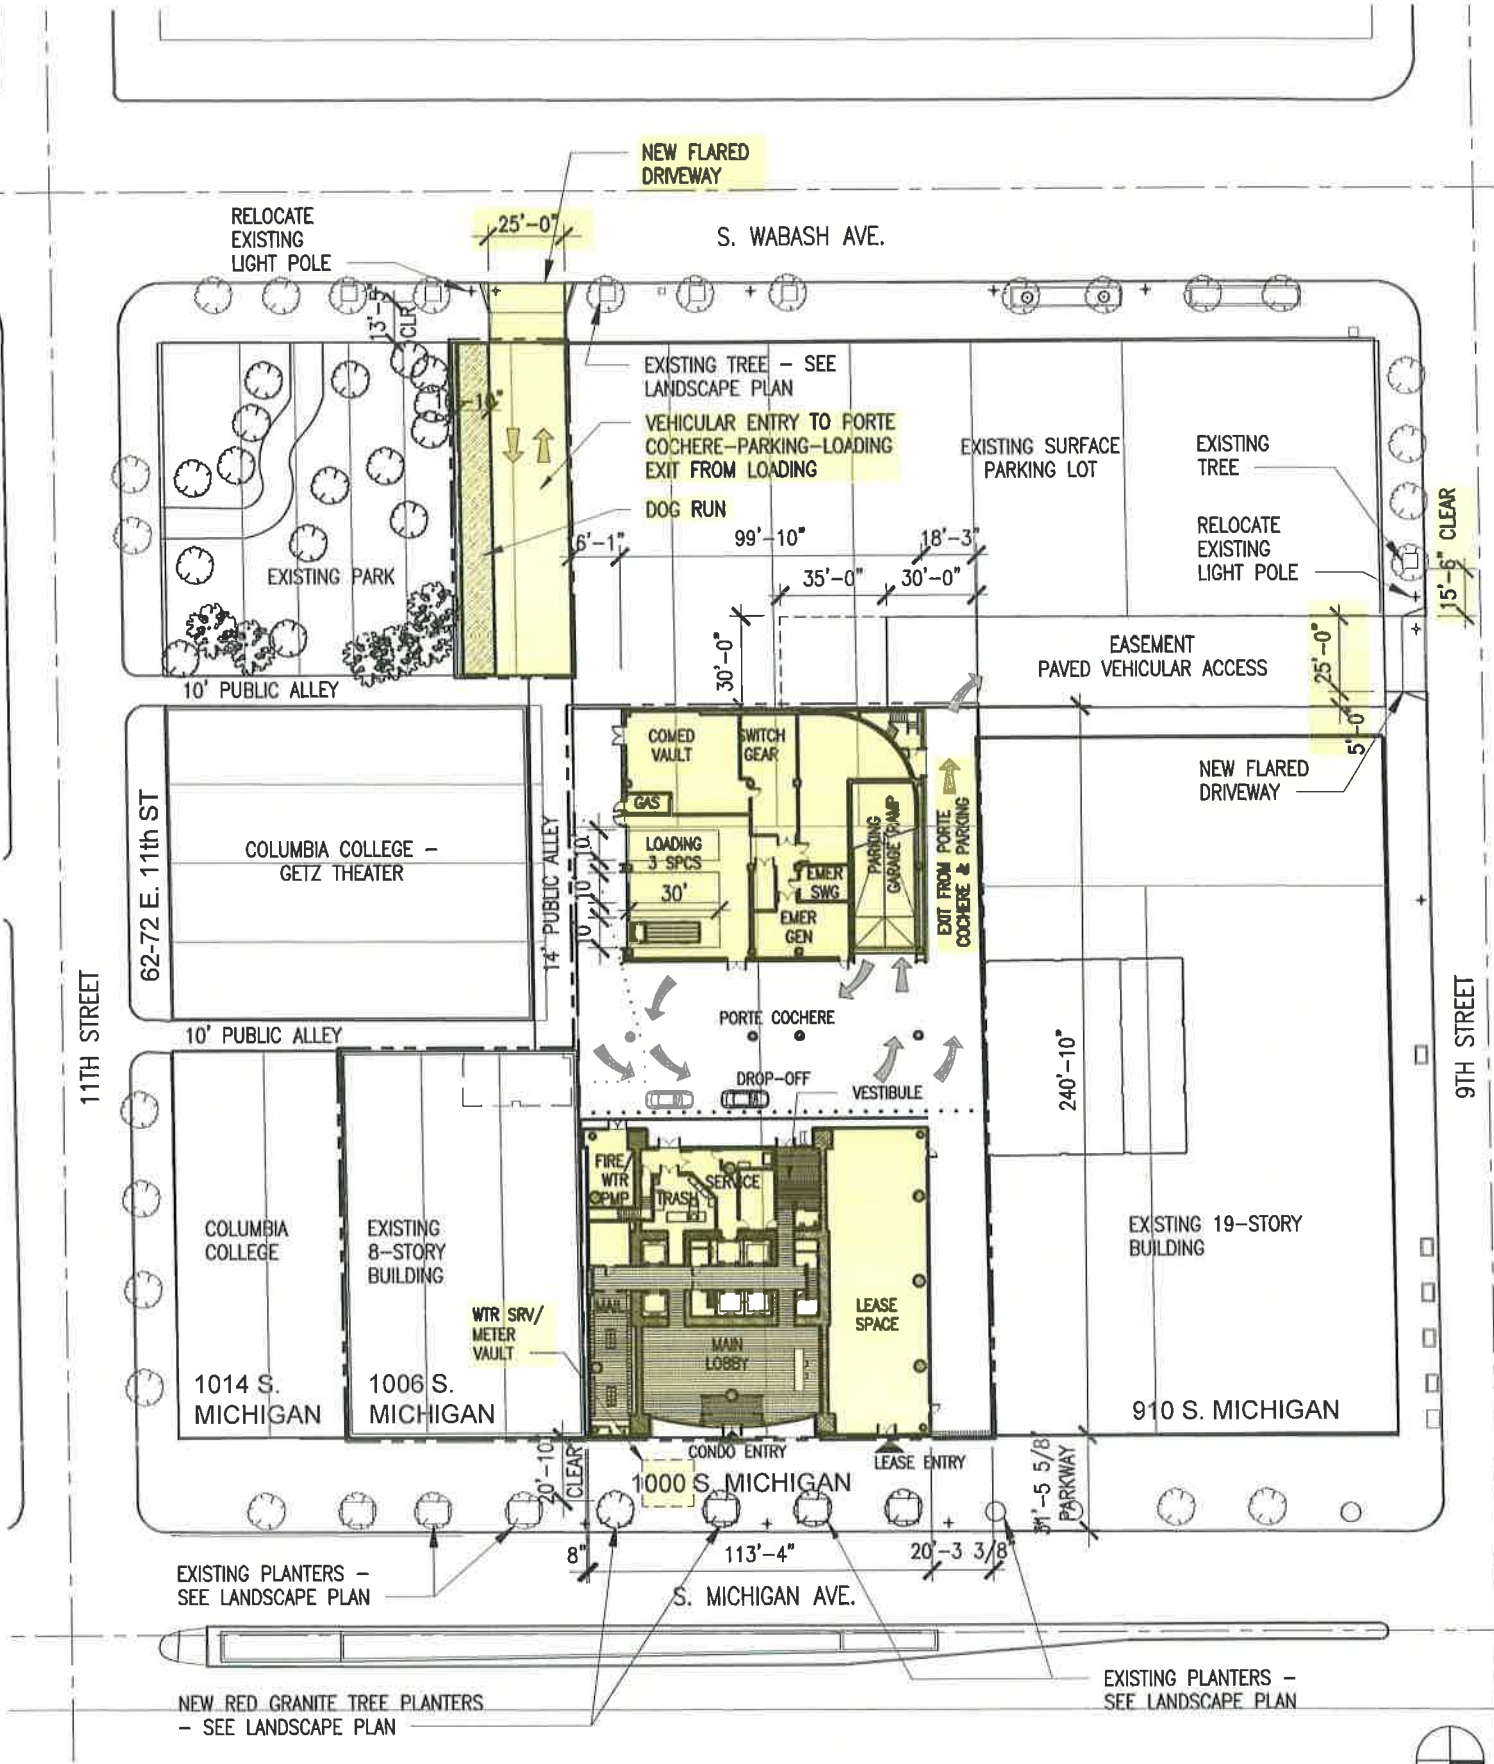 NEW FLARED
DRIVEWAY
RELOCATE
EXISTING
LIGHT POLE
25'-0"
S. WABASH AVE.
13'-5"
CLR
EXISTING TREE - SEE
LANDSCAPE PLAN
VEHICULAR ENTRY TO PORTE
COCHERE-PARKING-LOADING
EXIT FROM LOADING
DOG RUN
EXISTING SURFACE
PARKING LOT
EXISTING
TREE
RELOCATE
EXISTING
LIGHT POLE
15'-6" CLEAR
6'-1"
99'-10"
18'-3"
35'-0"
30'-0"
EXISTING PARK
30'-0"
EASEMENT
PAVED VEHICULAR ACCESS
25'-0"
5'-0"
10' PUBLIC ALLEY
NEW FLARED
DRIVEWAY
COMED
VAULT
SWITCH
GEAR
GAS
LOADING
3 SPCS
30'
10'
10'
10'
EMER
SWG
EMER
GEN
PARKING
GARAGE RAMP
EXIT FROM PORTE
COCHERE & PARKING
62-72 E. 11th ST
COLUMBIA COLLEGE -
GETZ THEATER
14' PUBLIC ALLEY
11TH STREET
9TH STREET
10' PUBLIC ALLEY
PORTE COCHERE
DROP-OFF
VESTIBULE
240'-10"
FIRE/
WTR
PMP
TRASH
SERVICE
COLUMBIA
COLLEGE
EXISTING
8-STORY
BUILDING
EXISTING 19-STORY
BUILDING
WTR SRV/
METER
VAULT
MAIL
MAIN
LOBBY
LEASE
SPACE
1014 S.
MICHIGAN
1006 S.
MICHIGAN
910 S. MICHIGAN
20'-10"
CLEAR
CONDO ENTRY
LEASE ENTRY
1000 S. MICHIGAN
31'-5 5/8"
PARKWAY
8"
113'-4"
20'-3 3/8"
EXISTING PLANTERS -
SEE LANDSCAPE PLAN
S. MICHIGAN AVE.
NEW RED GRANITE TREE PLANTERS
- SEE LANDSCAPE PLAN
EXISTING PLANTERS -
SEE LANDSCAPE PLAN